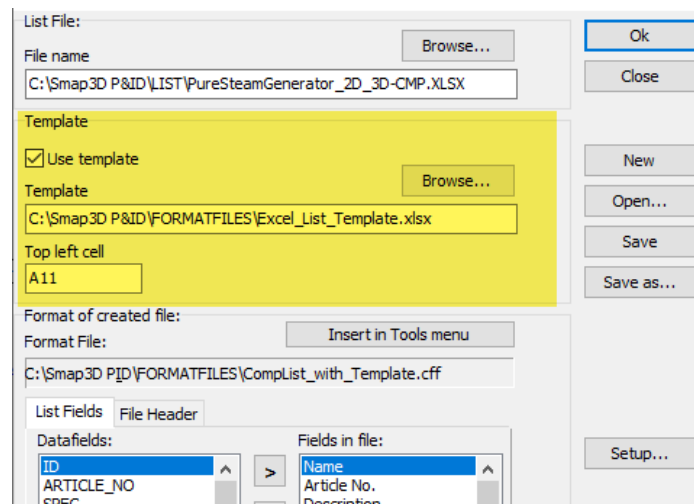 List File:
File name
Browse...
C:\Smap3D P&ID\LIST\PureSteamGenerator_2D_3D-CMP.XLSX
Template
Use template
Template
Browse...
C:\Smap3D P&ID\FORMATFILES\Excel_List_Template.xlsx
Top left cell
A11
Format of created file:
Format File:
Insert in Tools menu
C:\Smap3D PID\FORMATFILES\CompList_with_Template.cff
List Fields
File Header
Datafields:
Fields in file:
ID
ARTICLE_NO
SPEC
>
Name
Article No.
Description
Ok
Close
New
Open...
Save
Save as...
Setup...